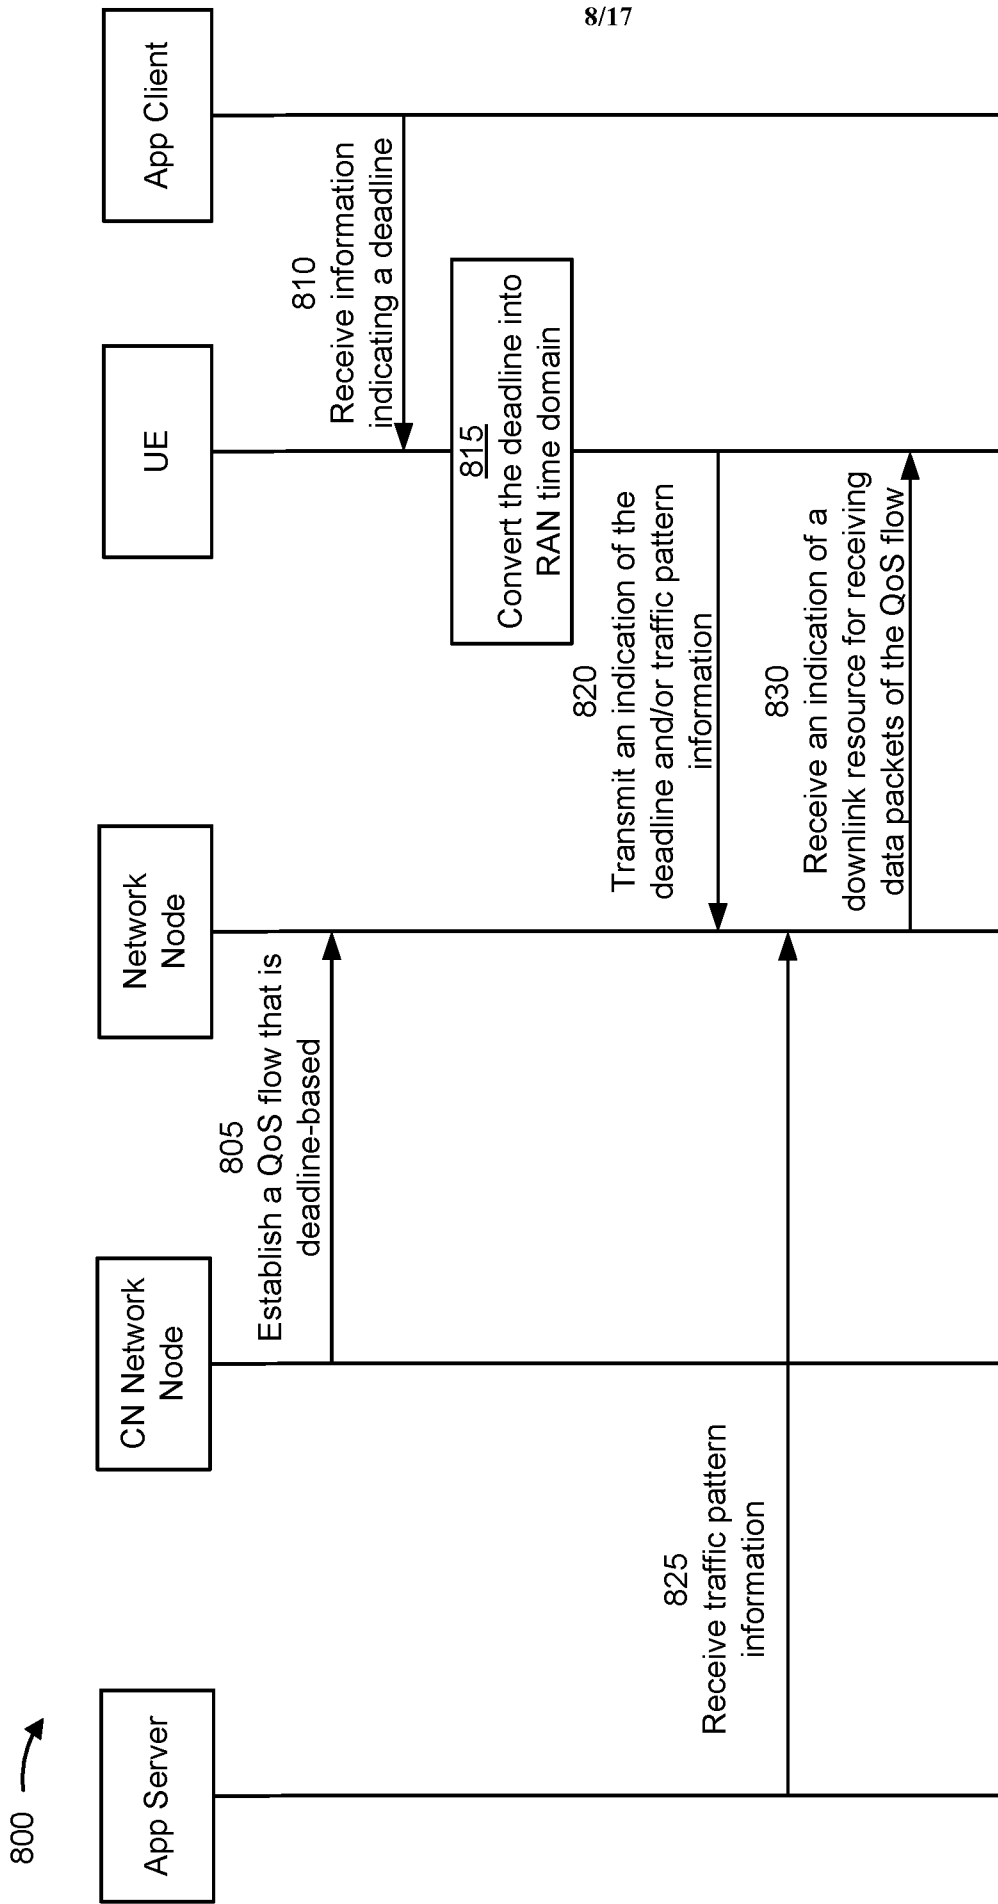 8/17
800
App Server
CN Network
Node
Network
Node
UE
App Client
805
Establish a QoS flow that is
deadline-based
810
Receive information
indicating a deadline
815
Convert the deadline into
RAN time domain
820
Transmit an indication of the
deadline and/or traffic pattern
information
825
Receive traffic pattern
information
830
Receive an indication of a
downlink resource for receiving
data packets of the QoS flow